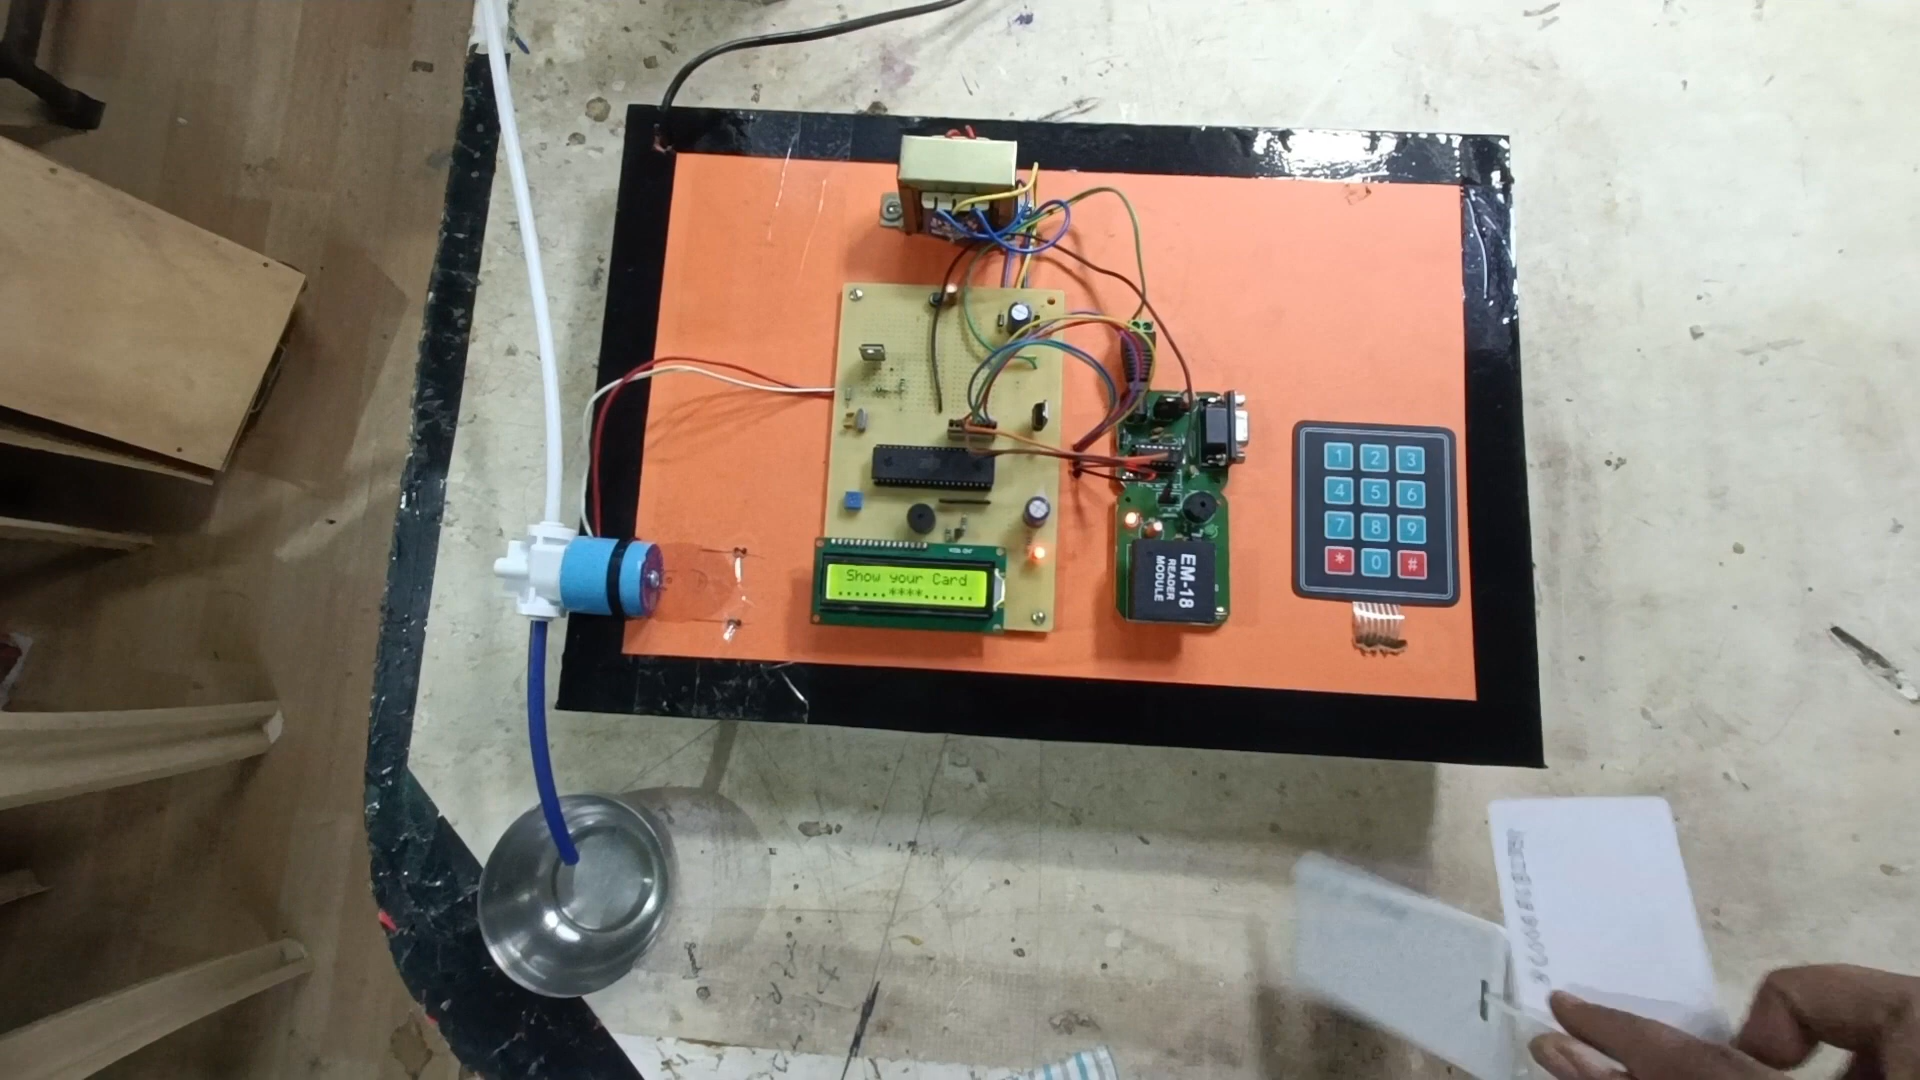 Show your Card
......****......
EM-18
READER
MODULE
1 2 3
4 5 6
7 8 9
* 0 #